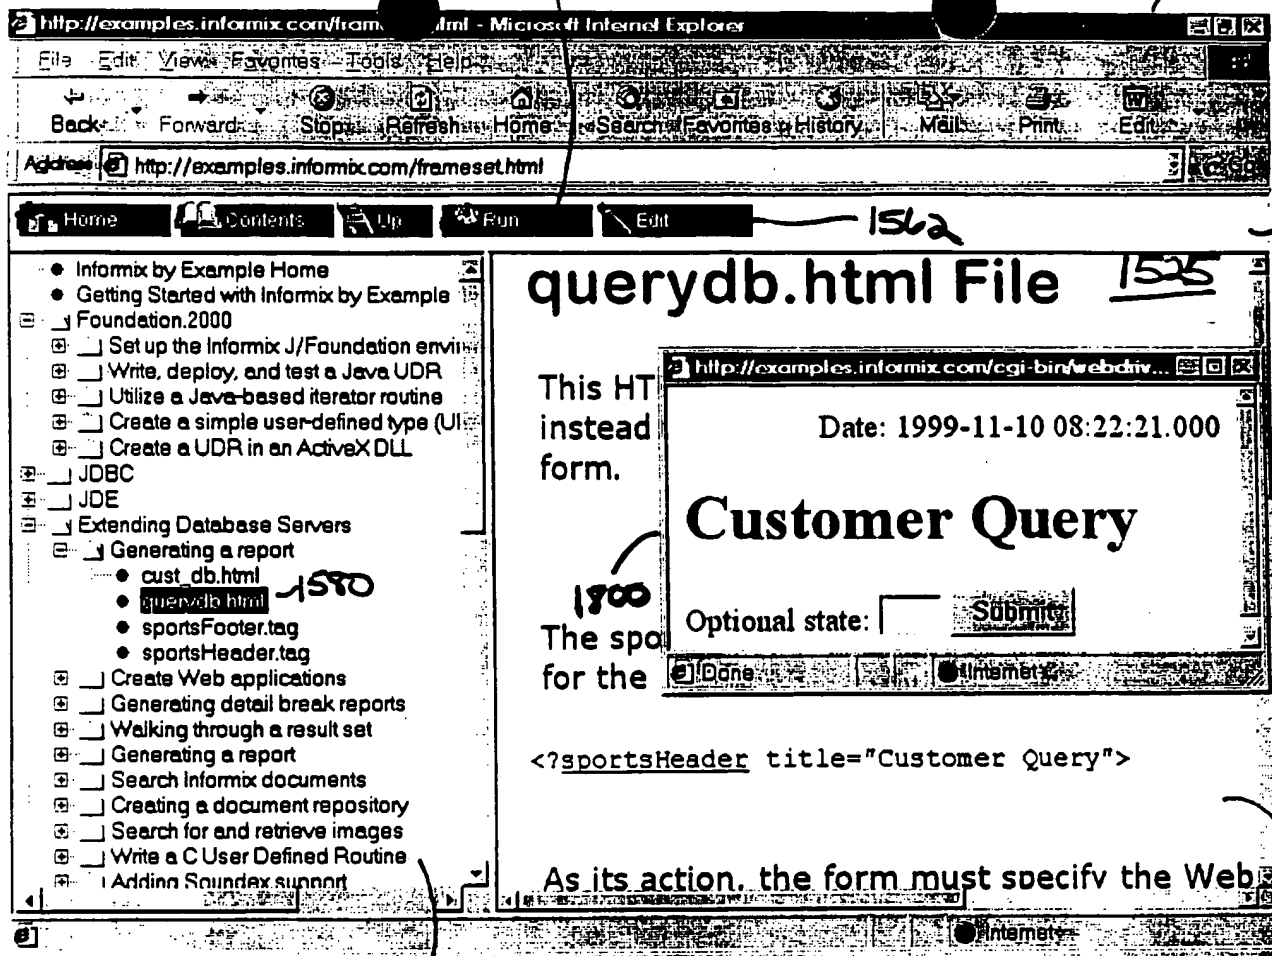 http://examples.informix.com/fram html - Microsoft Internet Explorer
File Edit View Favorites Tools Help
Back Forward Stop Refresh Home Search Favorites History Mail Print Edit
Address http://examples.informix.com/frameset.html
Home Contents Up Run Edit
1562
Informix by Example Home
Getting Started with Informix by Example
Foundation.2000
Set up the Informix J/Foundation envi
Write, deploy, and test a Java UDR
Utilize a Java-based iterator routine
Create a simple user-defined type (U
Create a UDR in an ActiveX DLL
JDBC
JDE
Extending Database Servers
Generating a report
cust_db.html
querydb.html
1580
sportsFooter.tag
sportsHeader.tag
Create Web applications
Generating detail break reports
Walking through a result set
Generating a report
Search Informix documents
Creating a document repository
Search for and retrieve images
Write a C User Defined Routine
Adding Soundex support
querydb.html File
1525
This HT
instead
form.
1800
The spo
for the
<?sportsHeader title="Customer Query">
As its action, the form must specify the Web
http://examples.informix.com/cgi-bin/webdriv...
Date: 1999-11-10 08:22:21.000
Customer Query
Optional state: Submit
Done Internet
Internet